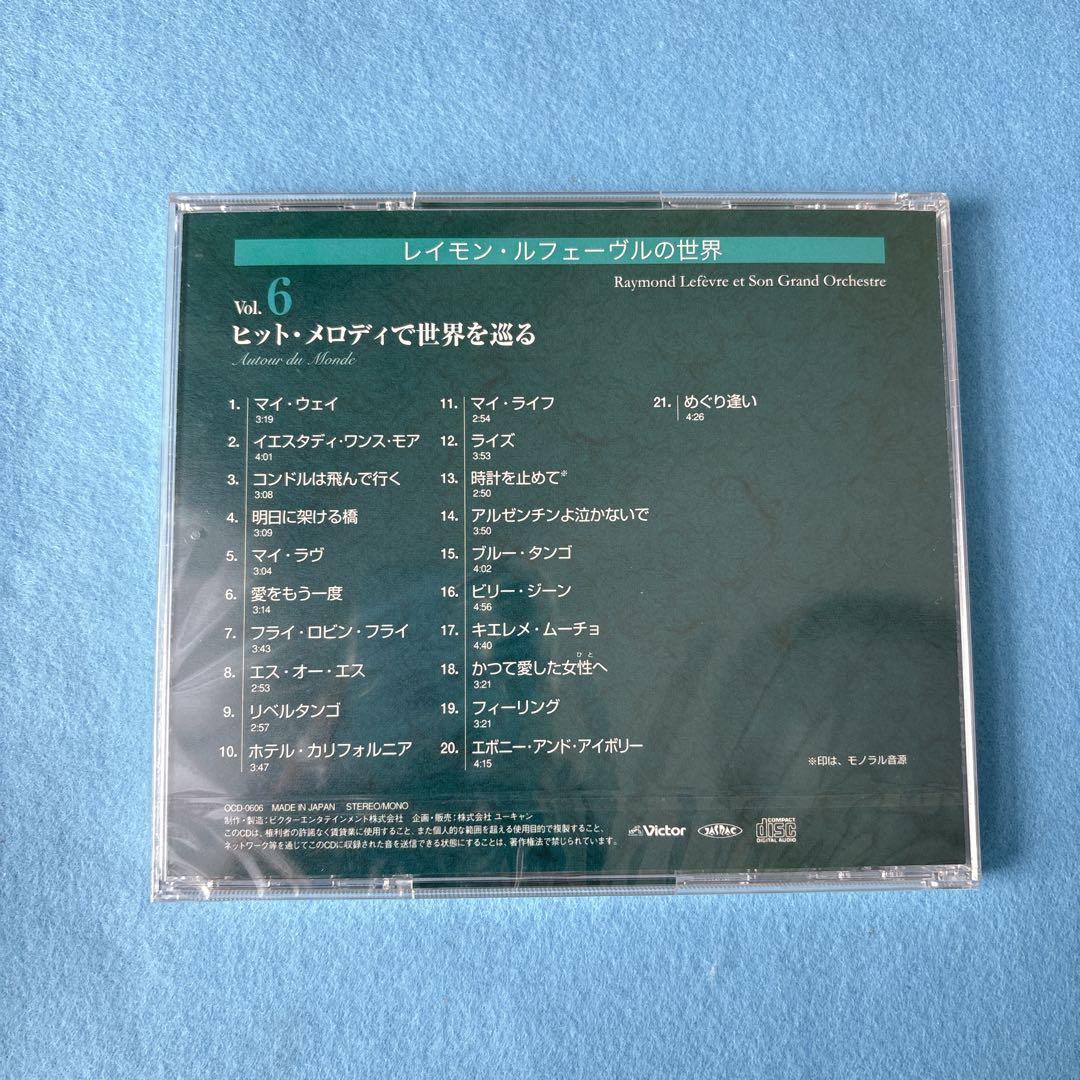 レイモン・ルフェーヴルの世界
Raymond Lefèvre et Son Grand Orchestre
Vol. 6
ヒット・メロディで世界を巡る
Autour du Monde
1. マイ・ウェイ
3:19
2. イエスタディ・ワンス・モア
4:01
3. コンドルは飛んで行く
3:08
4. 明日に架ける橋
3:09
5. マイ・ラヴ
3:04
6. 愛をもう一度
3:14
7. フライ・ロビン・フライ
3:43
8. エス・オー・エス
2:53
9. リベルタンゴ
2:57
10. ホテル・カリフォルニア
3:47
11. マイ・ライフ
2:54
12. ライズ
3:53
13. 時計を止めて※
2:50
14. アルゼンチンよ泣かないで
3:50
15. ブルー・タンゴ
4:02
16. ビリー・ジーン
4:56
17. キエレメ・ムーチョ
4:40
ひと
18. かつて愛した女性へ
3:21
19. フィーリング
3:21
20. エボニー・アンド・アイボリー
4:15
21. めぐり逢い
4:26
※印は、モノラル音源
OCD-0606 MADE IN JAPAN STEREO/MONO
制作・製造：ビクターエンタテインメント株式会社 企画・販売：株式会社 ユーキャン
このCDは、権利者の許諾なく賃貸業に使用すること、また個人的な範囲を超える使用目的で複製すること、
ネットワーク等を通じてこのCDに収録された音を送信できる状態にすることは、著作権法で禁じられています。
Victor
JASRAC
COMPACT
disc
DIGITAL AUDIO